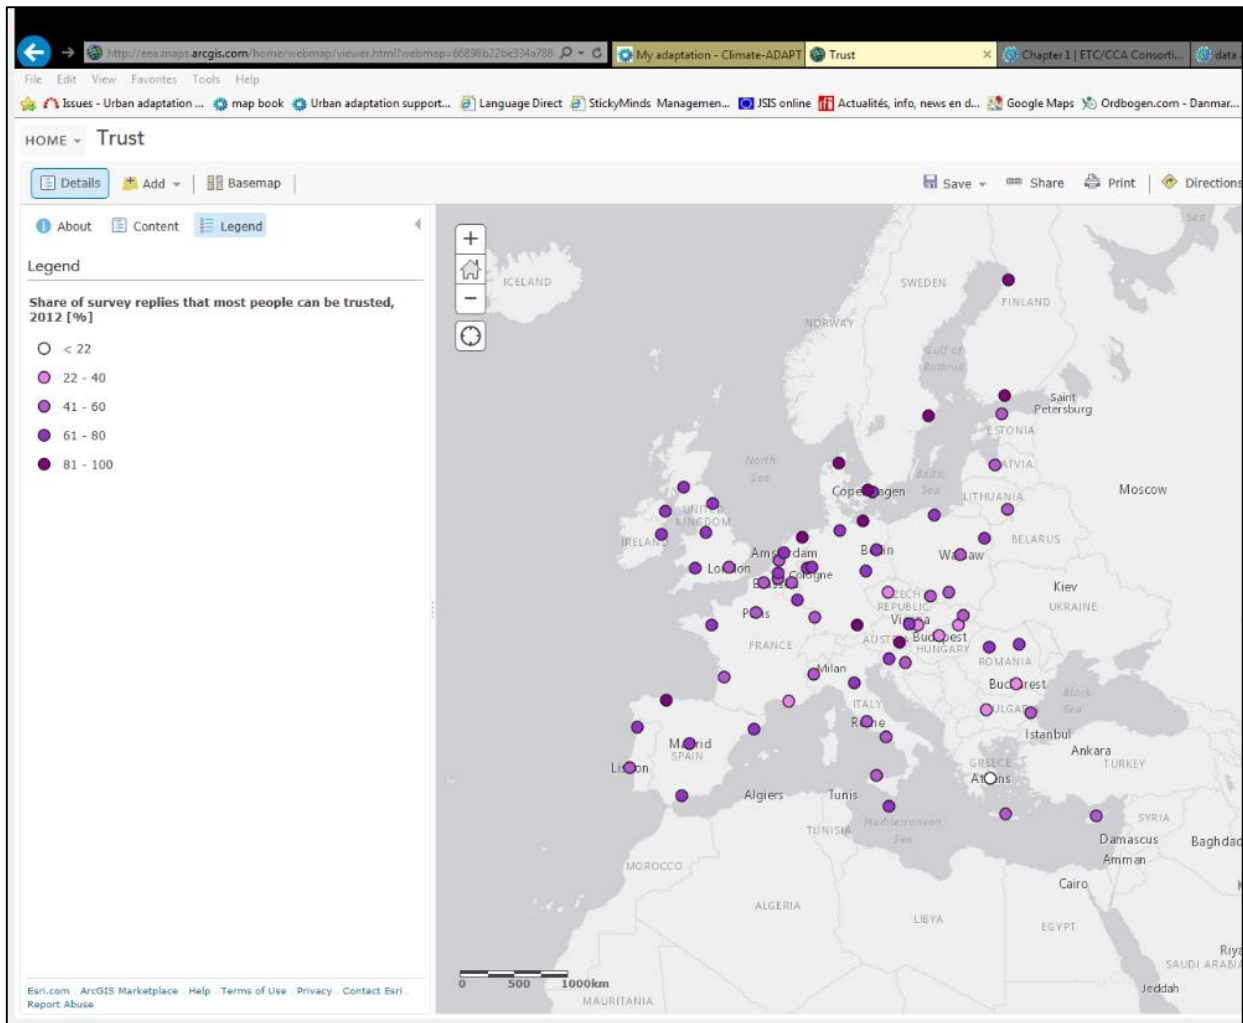 http://eea.maps.arcgis.com/home/webmap/viewer.html?webmap=66898b22be334a788
My adaptation - Climate-ADAPT
Trust
Chapter 1 | ETC/CCA Consorti...
data
File Edit View Favorites Tools Help
Issues - Urban adaptation ...
map book
Urban adaptation support...
Language Direct
StickyMinds Managemen...
JSIS online
Actualités, info, news en d...
Google Maps
Ordbogen.com - Danmar...
HOME Trust
Details Add Basemap
Save Share Print Directions
About Content Legend
Legend
Share of survey replies that most people can be trusted,
2012 [%]
< 22
22 - 40
41 - 60
61 - 80
81 - 100
Esri.com . ArcGIS Marketplace . Help . Terms of Use . Privacy . Contact Esri .
Report Abuse
Sea
ICELAND
SWEDEN
FINLAND
NORWAY
Gulf of
Bothnia
Saint
Petersburg
ESTONIA
North
Sea
LATVIA
Baltic
Sea
Copenhagen
LITHUANIA
Moscow
UNITED
KINGDOM
IRELAND
BELARUS
Amsterdam
Berlin
Warsaw
London
Cologne
Brussels
Kiev
UKRAINE
CZECH
REPUBLIC
Paris
Vienna
FRANCE
AUSTRIA
Budapest
HUNGARY
Milan
ROMANIA
Bucharest
Black
Sea
ITALY
BULGARIA
Rome
Istanbul
Madrid
SPAIN
Ankara
TURKEY
Lisbon
GREECE
Athens
Algiers
Tunis
SYRIA
Mediterranean
Sea
TUNISIA
Damascus
Baghdad
Amman
MOROCCO
Cairo
ALGERIA
LIBYA
EGYPT
Riya
SAUDI ARABIA
Jeddah
0 500 1000km
MAURITANIA